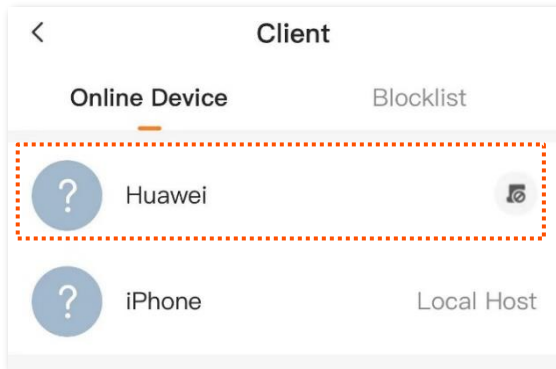 Client
Online Device Blocklist
? Huawei
? iPhone Local Host